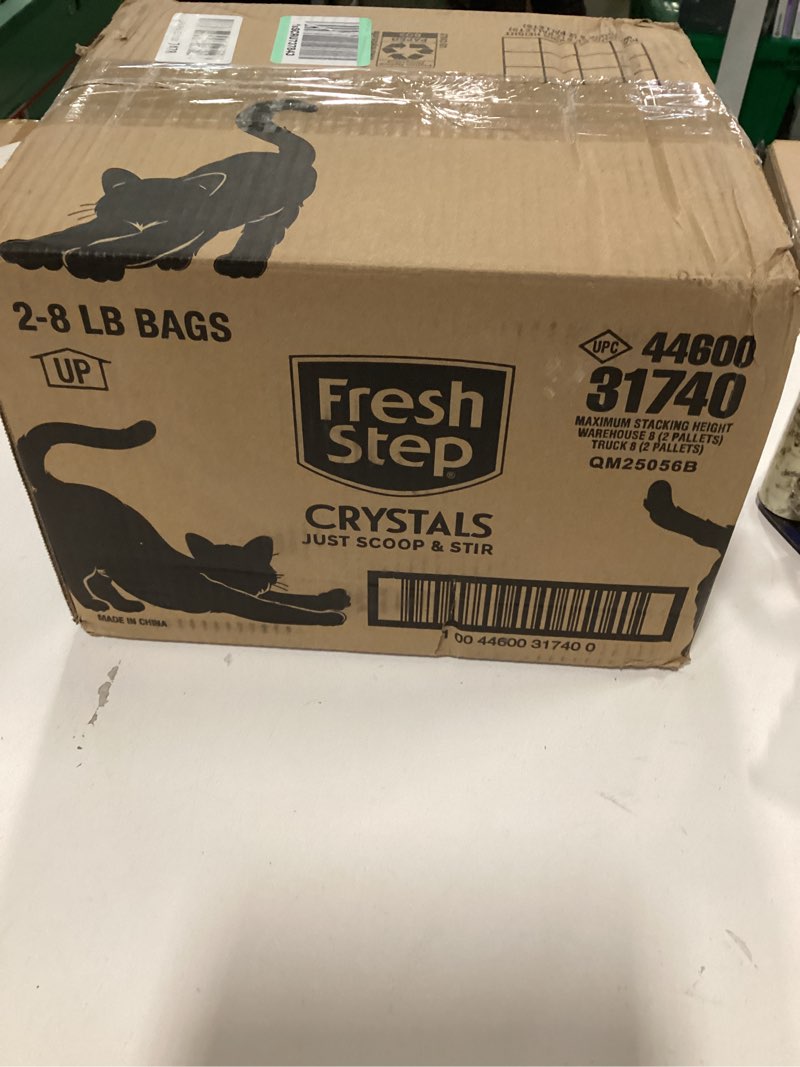 2-8 LB BAGS
UP
Fresh
Step®
CRYSTALS
JUST SCOOP & STIR
UPC 44600
31740
MAXIMUM STACKING HEIGHT
WAREHOUSE 8 (2 PALLETS)
TRUCK 8 (2 PALLETS)
QM25056B
MADE IN CHINA
1 00 44600 31740 0